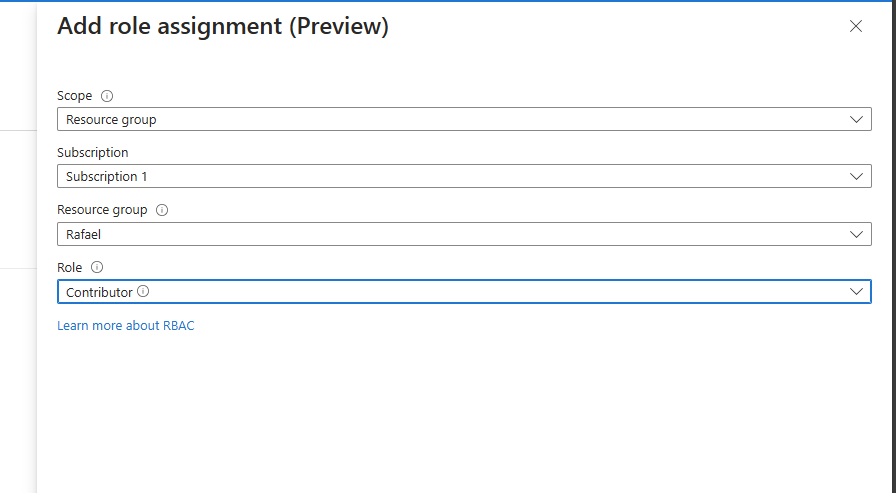 Add role assignment (Preview)
Scope
Resource group
Subscription
Subscription 1
Resource group
Rafael
Role
Contributor
Learn more about RBAC